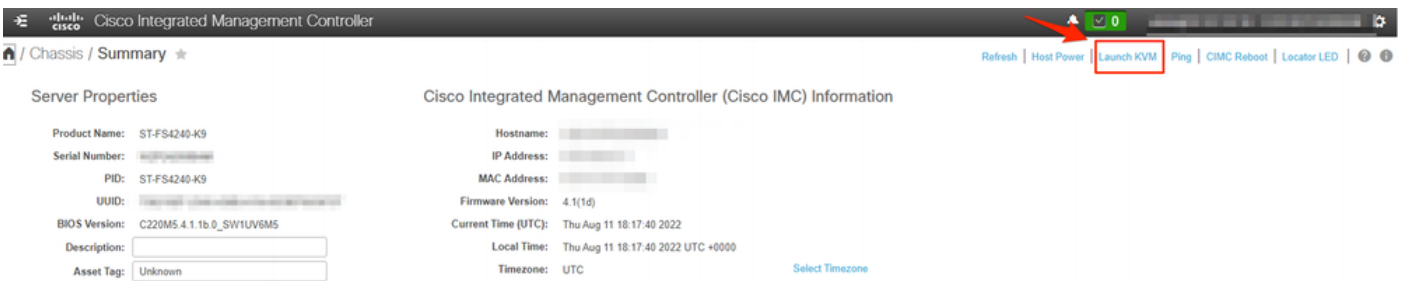 cisco Cisco Integrated Management Controller 0
/ Chassis / Summary
Refresh | Host Power | Launch KVM | Ping | CIMC Reboot | Locator LED | ? i
Server Properties
Product Name: ST-FS4240-K9
Serial Number:
PID: ST-FS4240-K9
UUID:
BIOS Version: C220M5.4.1.1b.0_SW1UV6M5
Description:
Asset Tag: Unknown
Cisco Integrated Management Controller (Cisco IMC) Information
Hostname:
IP Address:
MAC Address:
Firmware Version: 4.1(1d)
Current Time (UTC): Thu Aug 11 18:17:40 2022
Local Time: Thu Aug 11 18:17:40 2022 UTC +0000
Timezone: UTC Select Timezone